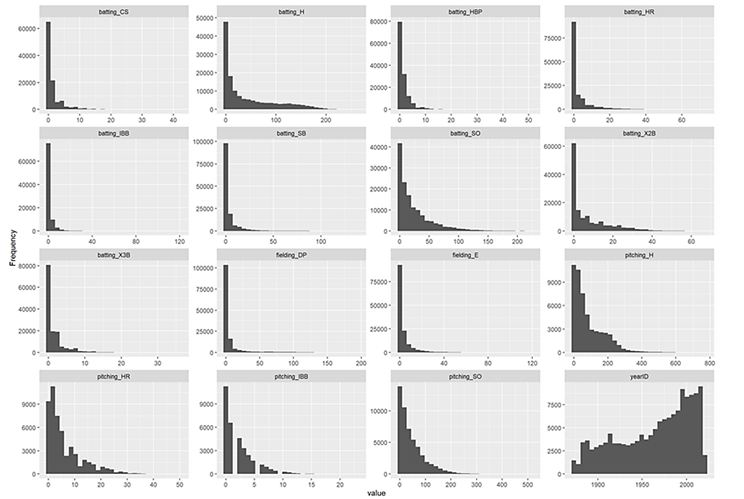 batting_CS
batting_H
batting_HBP
batting_HR
60000
40000
20000
0
0 10 20 30 40
50000
40000
30000
20000
10000
0
0 100 200
80000
60000
40000
20000
0
0 10 20 30 40 50
75000
50000
25000
0
0 20 40 60
batting_IBB
batting_SB
batting_SO
batting_X2B
60000
40000
20000
0
0 40 80 120
100000
80000
60000
40000
20000
0
0 50 100
40000
30000
20000
10000
0
0 50 100 150 200
60000
40000
20000
0
0 20 40 60
batting_X3B
fielding_DP
fielding_E
pitching_H
80000
60000
40000
20000
0
0 10 20 30
100000
75000
50000
25000
0
0 50 100 150 200
75000
50000
25000
0
0 40 80 120
9000
6000
3000
0
0 200 400 600 800
pitching_HR
pitching_IBB
pitching_SO
yearID
9000
6000
3000
0
0 10 20 30 40 50
9000
6000
3000
0
0 5 10 15 20
10000
5000
0
0 100 200 300 400 500
7500
5000
2500
0
1900 1950 2000
Frequency
value